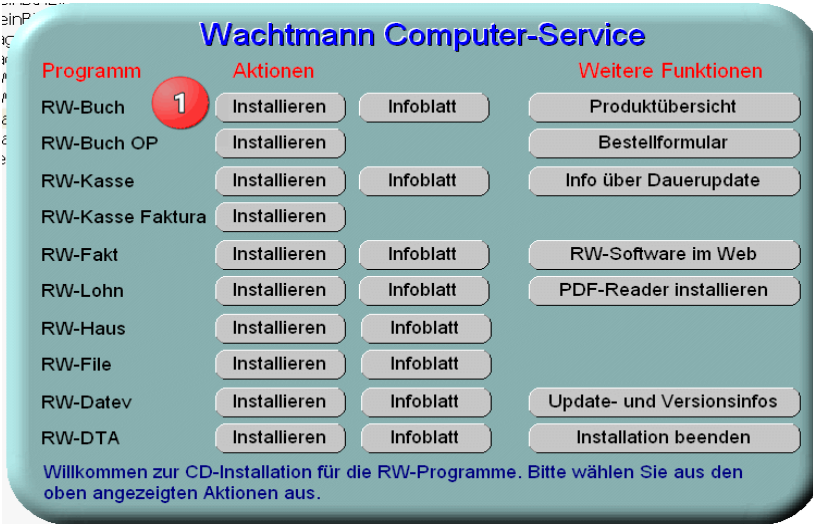 Wachtmann Computer-Service
Programm Aktionen Weitere Funktionen
RW-Buch 1 Installieren Infoblatt Produktübersicht
RW-Buch OP Installieren Bestellformular
RW-Kasse Installieren Infoblatt Info über Dauerupdate
RW-Kasse Faktura Installieren
RW-Fakt Installieren Infoblatt RW-Software im Web
RW-Lohn Installieren Infoblatt PDF-Reader installieren
RW-Haus Installieren Infoblatt
RW-File Installieren Infoblatt
RW-Datev Installieren Infoblatt Update- und Versionsinfos
RW-DTA Installieren Infoblatt Installation beenden
Willkommen zur CD-Installation für die RW-Programme. Bitte wählen Sie aus den
oben angezeigten Aktionen aus.